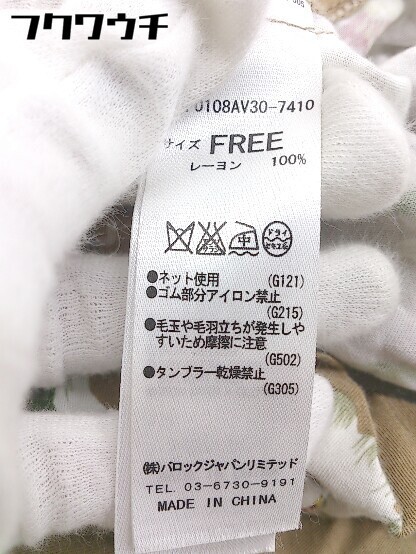 フクワウチ
0108AV30-7410
サイズ FREE
レーヨン 100%
中
ドライ
セキユ系
●ネット使用 (G121)
●ゴム部分アイロン禁止
(G215)
●毛玉や毛羽立ちが発生しや
すいため摩擦に注意
(G502)
●タンブラー乾燥禁止
(G305)
㈱バロックジャパンリミテッド
TEL. 03-6730-9191
MADE IN CHINA